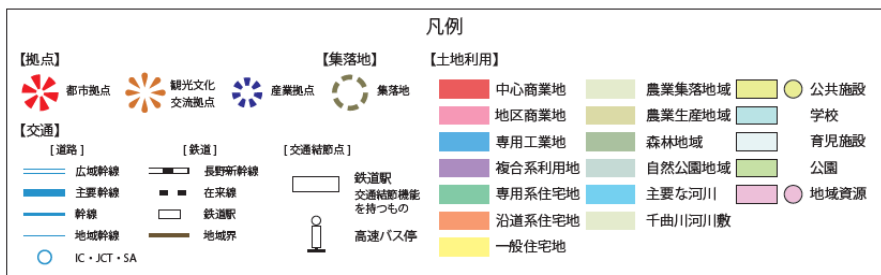 凡例
【拠点】
都市拠点
観光文化
交流拠点
産業拠点
【集落地】
集落地
【交通】
[道路]
広域幹線
主要幹線
幹線
地域幹線
IC・JCT・SA
[鉄道]
長野新幹線
在来線
鉄道駅
地域界
[交通結節点]
鉄道駅
交通結節機能
を持つもの
高速バス停
【土地利用】
中心商業地
地区商業地
専用工業地
複合系利用地
専用系住宅地
沿道系住宅地
一般住宅地
農業集落地域
農業生産地域
森林地域
自然公園地域
主要な河川
千曲川河川敷
公共施設
学校
育児施設
公園
地域資源